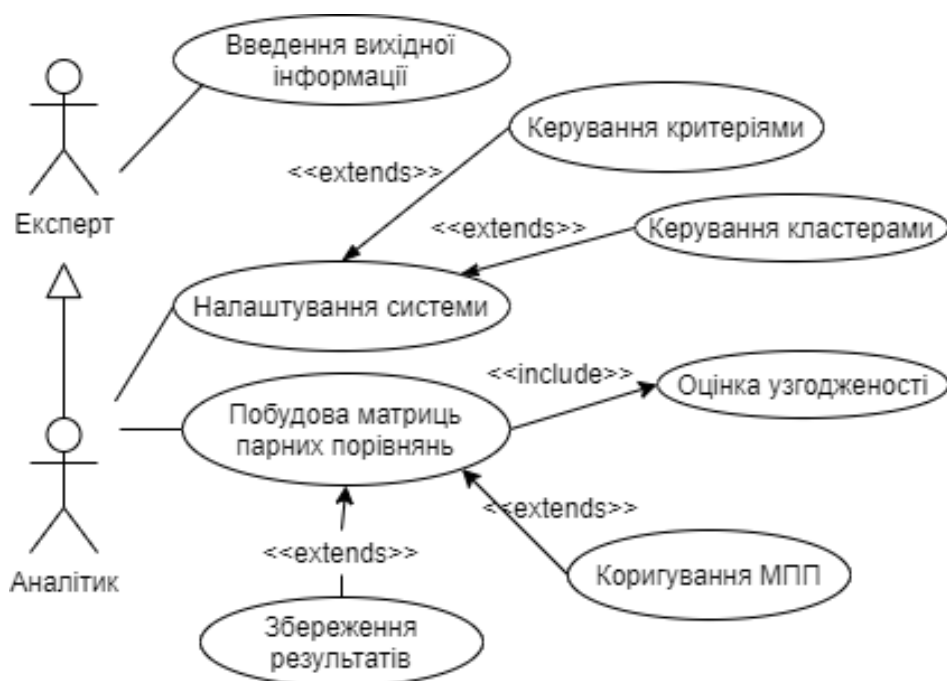 Введення вихідної
інформації
Керування критеріями
<<extends>>
Експерт
Керування кластерами
<<extends>>
Налаштування системи
<<include>>
Оцінка узгодженості
Побудова матриць
парних порівнянь
<<extends>>
<<extends>>
Аналітик
Коригування МПП
Збереження
результатів